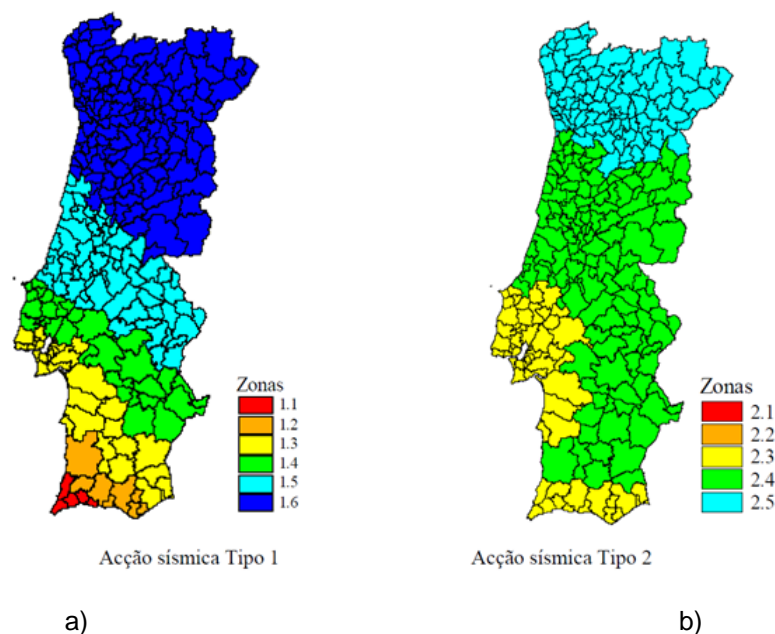 Zonas
1.1
1.2
1.3
1.4
1.5
1.6
Acção sísmica Tipo 1
a)
Zonas
2.1
2.2
2.3
2.4
2.5
Acção sísmica Tipo 2
b)